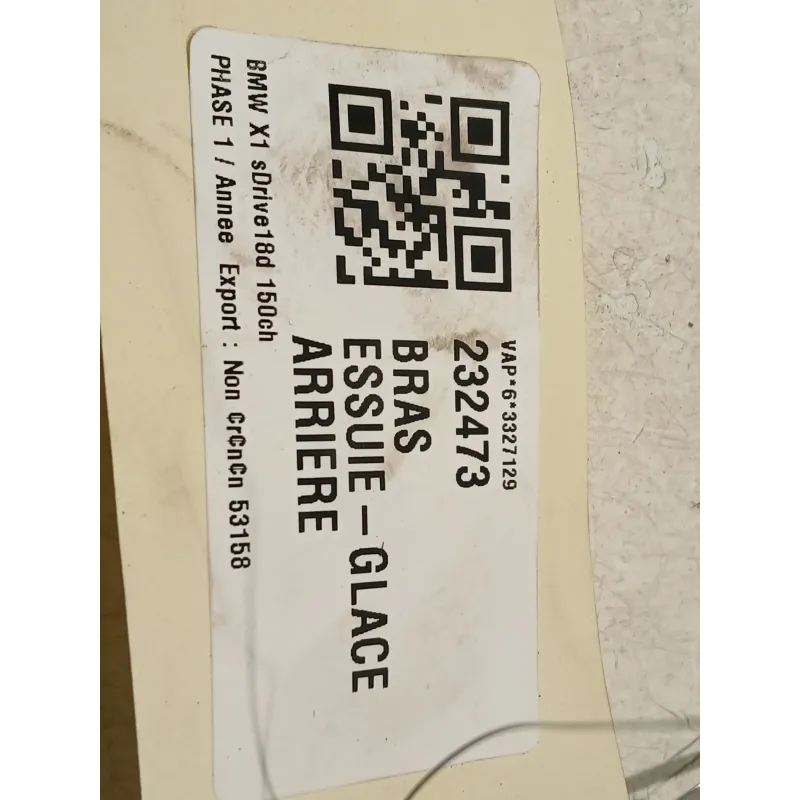 VAP*6*3327129
232473
BRAS
ESSUIE-GLACE
ARRIERE
BMW X1 sDrive18d 150ch
PHASE 1 / Annee Export : Non CrCnCn 53158